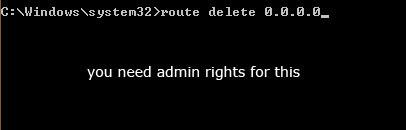 C:\Windows\system32>route delete 0.0.0.0_
you need admin rights for this